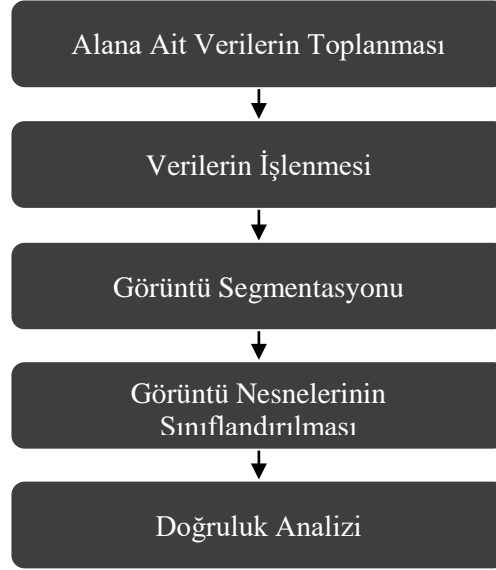 Alana Ait Verilerin Toplanması
Verilerin İşlenmesi
Görüntü Segmentasyonu
Görüntü Nesnelerinin
Sınıflandırılması
Doğruluk Analizi